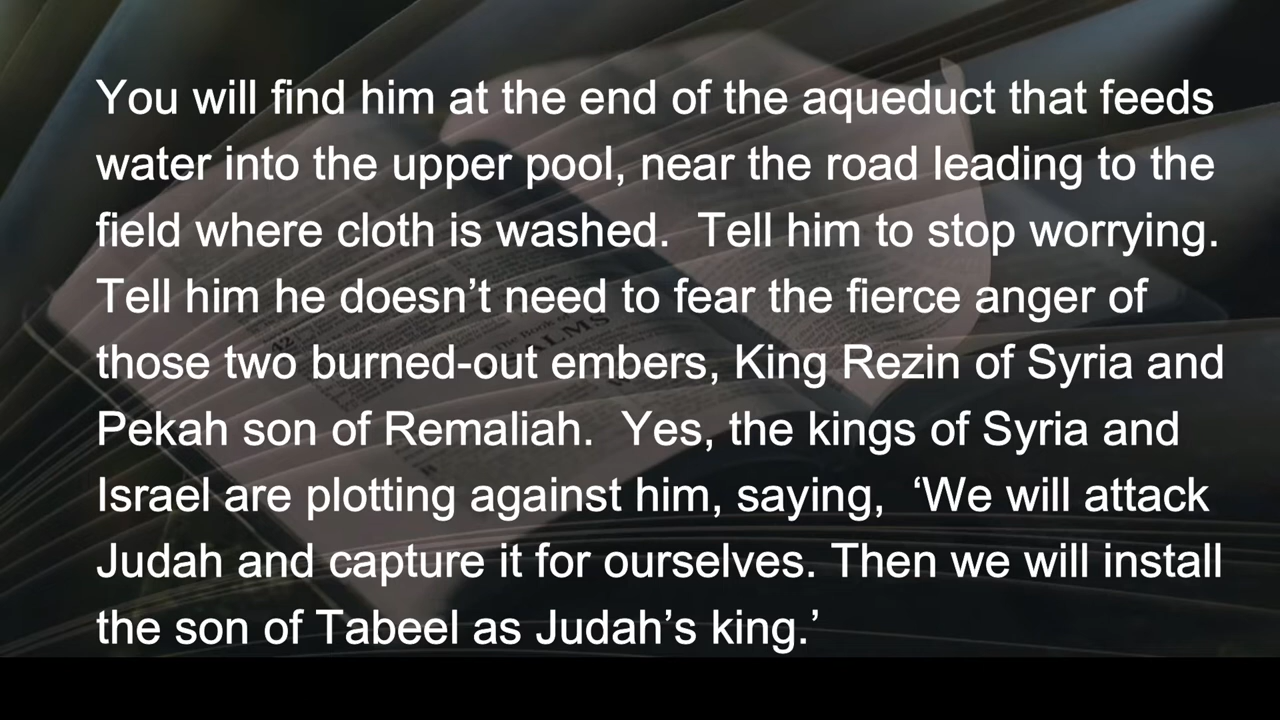 You will find him at the end of the aqueduct that feeds
water into the upper pool, near the road leading to the
field where cloth is washed.  Tell him to stop worrying.
Tell him he doesn’t need to fear the fierce anger of
those two burned-out embers, King Rezin of Syria and
Pekah son of Remaliah.  Yes, the kings of Syria and
Israel are plotting against him, saying,  ‘We will attack
Judah and capture it for ourselves. Then we will install
the son of Tabeel as Judah’s king.’
42
The Book
PSALMS